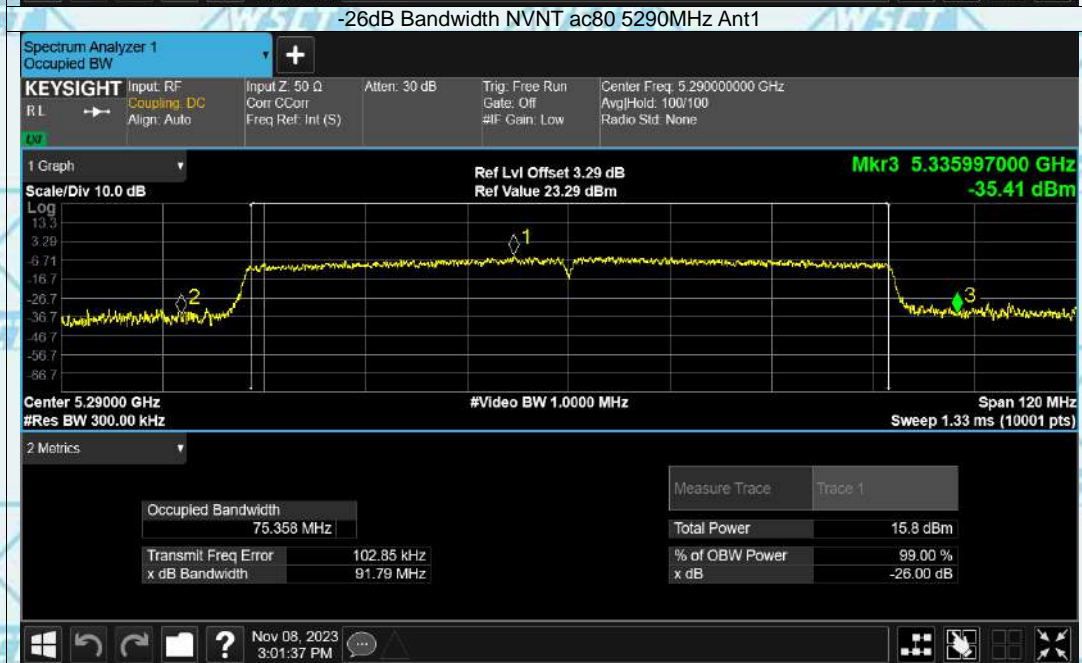 -26dB Bandwidth NVNT ac80 5290MHz Ant1
Spectrum Analyzer 1
Occupied BW
+
KEYSIGHT Input: RF Input Z: 50 Ω Atten: 30 dB Trig: Free Run Center Freq: 5.290000000 GHz
R L Coupling: DC Corr CCorr Gate: Off Avg|Hold: 100/100
Align: Auto Freq Ref: Int (S) #IF Gain: Low Radio Std: None
LXI
1 Graph Ref Lvl Offset 3.29 dB Mkr3 5.335997000 GHz
Scale/Div 10.0 dB Ref Value 23.29 dBm -35.41 dBm
Log
13.3
3.29
-6.71
-16.7
-26.7
-36.7
-46.7
-56.7
-66.7
1
2
3
Center 5.29000 GHz #Video BW 1.0000 MHz Span 120 MHz
#Res BW 300.00 kHz Sweep 1.33 ms (10001 pts)
2 Metrics
Measure Trace Trace 1
Occupied Bandwidth
75.358 MHz
Total Power 15.8 dBm
Transmit Freq Error 102.85 kHz % of OBW Power 99.00 %
x dB Bandwidth 91.79 MHz x dB -26.00 dB
? Nov 08, 2023
3:01:37 PM